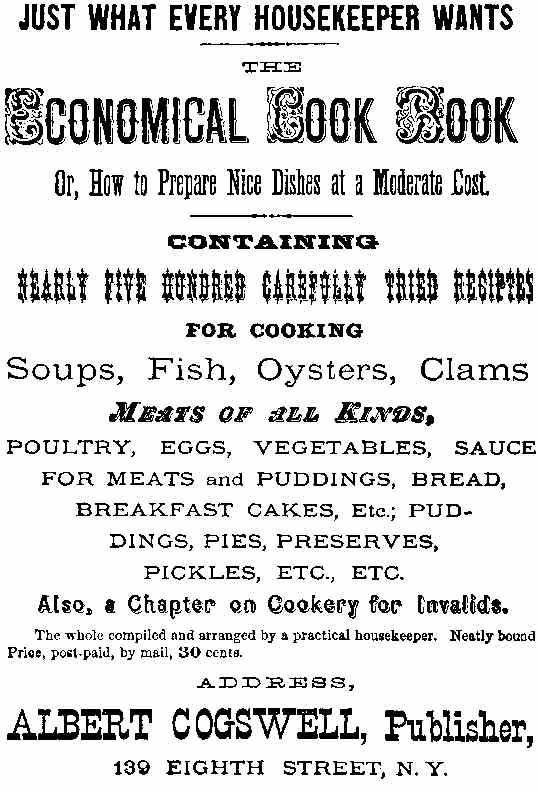 JUST WHAT EVERY HOUSEKEEPER WANTS
THE
ECONOMICAL COOK BOOK
Or, How to Prepare Nice Dishes at a Moderate Cost.
CONTAINING
NEARLY FIVE HUNDRED CAREFULLY TRIED RECIPTES
FOR COOKING
Soups, Fish, Oysters, Clams
MEATS OF ALL KINDS,
POULTRY, EGGS, VEGETABLES, SAUCE
FOR MEATS and PUDDINGS, BREAD,
BREAKFAST CAKES, Etc.; PUD-
DINGS, PIES, PRESERVES,
PICKLES, ETC., ETC.
Also, a Chapter on Cookery for Invalids.
The whole compiled and arranged by a practical housekeeper. Neatly bound
Price, post-paid, by mail, 30 cents.
ADDRESS,
ALBERT COGSWELL, Publisher,
139 EIGHTH STREET, N. Y.